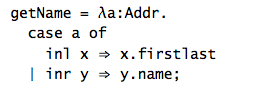 getName = λa:Addr.
case a of
inl x ⇒ x.firstlast
| inr y ⇒ y.name;